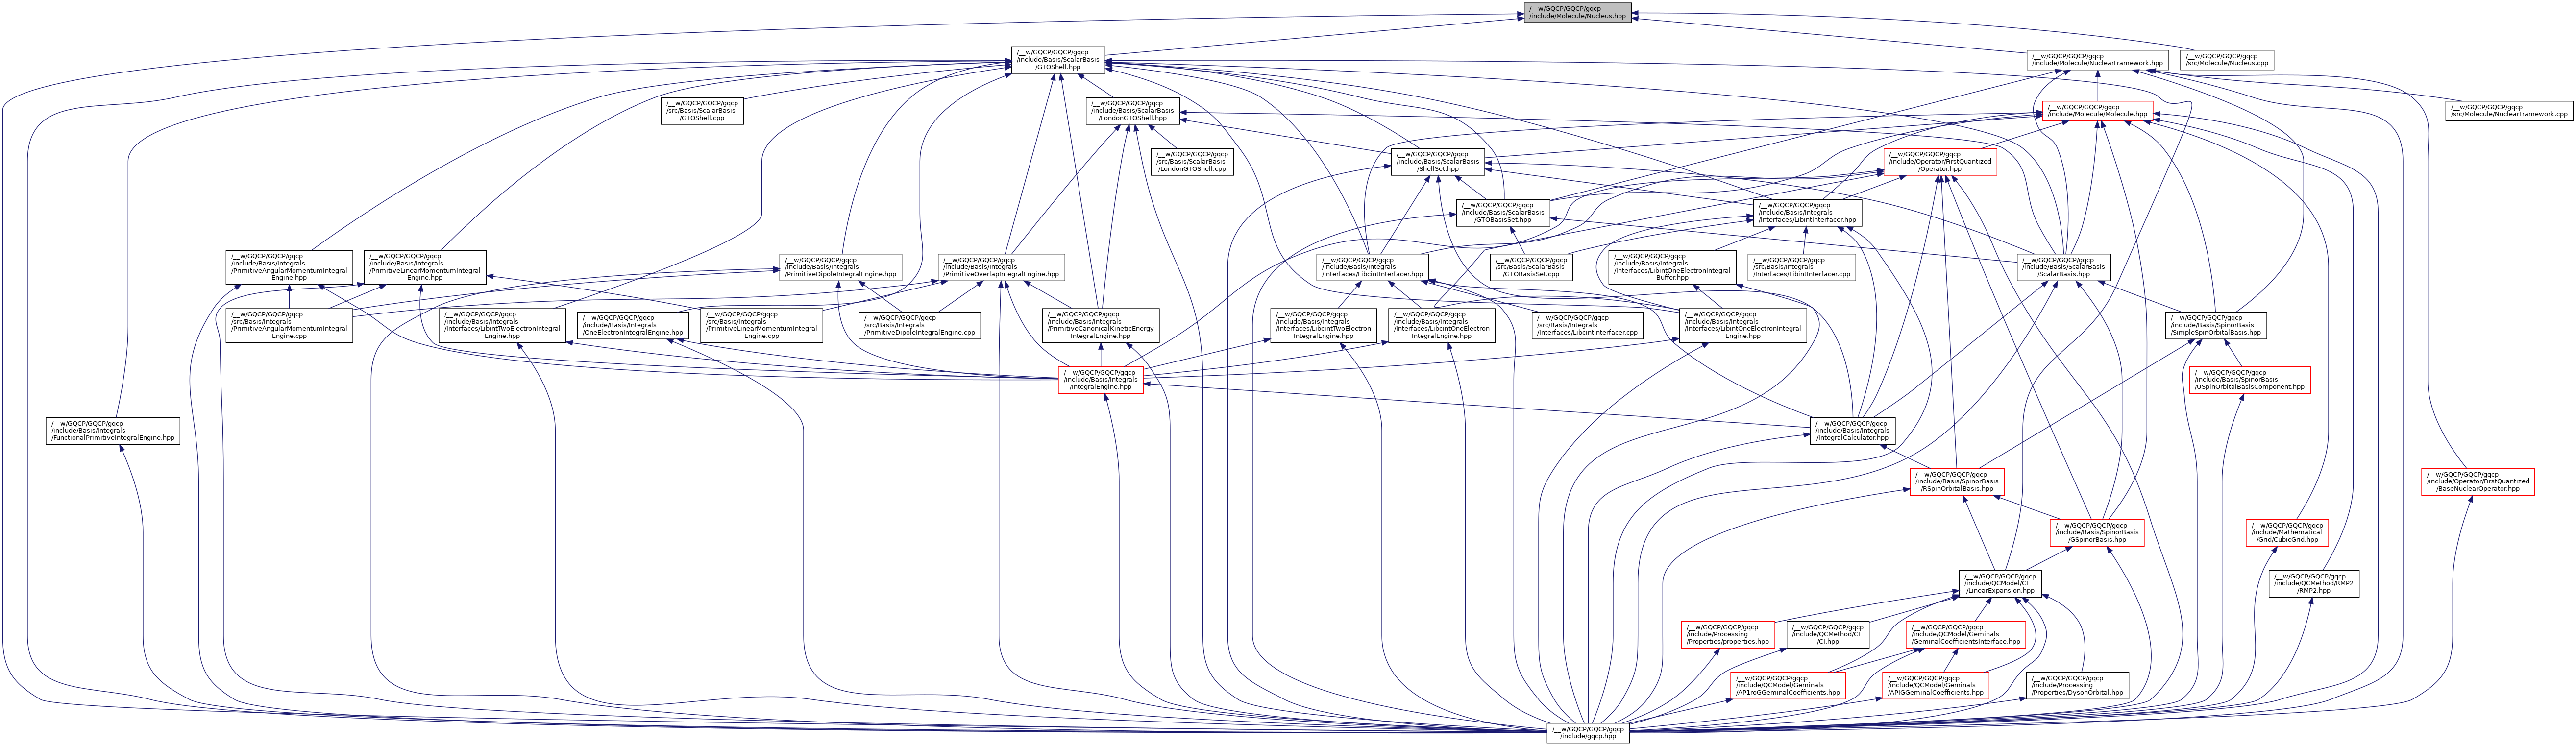 /__w/GQCP/GQCP/gqcp
/include/Molecule/Nucleus.hpp
/__w/GQCP/GQCP/gqcp
/include/Basis/ScalarBasis
/GTOShell.hpp
/__w/GQCP/GQCP/gqcp
/include/Molecule/NuclearFramework.hpp
/__w/GQCP/GQCP/gqcp
/src/Molecule/Nucleus.cpp
/__w/GQCP/GQCP/gqcp
/src/Basis/ScalarBasis
/GTOShell.cpp
/__w/GQCP/GQCP/gqcp
/include/Basis/ScalarBasis
/LondonGTOShell.hpp
/__w/GQCP/GQCP/gqcp
/include/Molecule/Molecule.hpp
/__w/GQCP/GQCP/gqcp
/src/Molecule/NuclearFramework.cpp
/__w/GQCP/GQCP/gqcp
/src/Basis/ScalarBasis
/LondonGTOShell.cpp
/__w/GQCP/GQCP/gqcp
/include/Basis/ScalarBasis
/ShellSet.hpp
/__w/GQCP/GQCP/gqcp
/include/Operator/FirstQuantized
/Operator.hpp
/__w/GQCP/GQCP/gqcp
/include/Basis/ScalarBasis
/GTOBasisSet.hpp
/__w/GQCP/GQCP/gqcp
/include/Basis/Integrals
/Interfaces/LibintInterfacer.hpp
/__w/GQCP/GQCP/gqcp
/include/Basis/Integrals
/PrimitiveAngularMomentumIntegral
Engine.hpp
/__w/GQCP/GQCP/gqcp
/include/Basis/Integrals
/PrimitiveLinearMomentumIntegral
Engine.hpp
/__w/GQCP/GQCP/gqcp
/include/Basis/Integrals
/PrimitiveDipoleIntegralEngine.hpp
/__w/GQCP/GQCP/gqcp
/include/Basis/Integrals
/PrimitiveOverlapIntegralEngine.hpp
/__w/GQCP/GQCP/gqcp
/include/Basis/Integrals
/Interfaces/LibcintInterfacer.hpp
/__w/GQCP/GQCP/gqcp
/src/Basis/ScalarBasis
/GTOBasisSet.cpp
/__w/GQCP/GQCP/gqcp
/include/Basis/Integrals
/Interfaces/LibintOneElectronIntegral
Buffer.hpp
/__w/GQCP/GQCP/gqcp
/src/Basis/Integrals
/Interfaces/LibintInterfacer.cpp
/__w/GQCP/GQCP/gqcp
/include/Basis/ScalarBasis
/ScalarBasis.hpp
/__w/GQCP/GQCP/gqcp
/src/Basis/Integrals
/PrimitiveAngularMomentumIntegral
Engine.cpp
/__w/GQCP/GQCP/gqcp
/include/Basis/Integrals
/Interfaces/LibintTwoElectronIntegral
Engine.hpp
/__w/GQCP/GQCP/gqcp
/include/Basis/Integrals
/OneElectronIntegralEngine.hpp
/__w/GQCP/GQCP/gqcp
/src/Basis/Integrals
/PrimitiveLinearMomentumIntegral
Engine.cpp
/__w/GQCP/GQCP/gqcp
/src/Basis/Integrals
/PrimitiveDipoleIntegralEngine.cpp
/__w/GQCP/GQCP/gqcp
/include/Basis/Integrals
/PrimitiveCanonicalKineticEnergy
IntegralEngine.hpp
/__w/GQCP/GQCP/gqcp
/include/Basis/Integrals
/Interfaces/LibcintTwoElectron
IntegralEngine.hpp
/__w/GQCP/GQCP/gqcp
/include/Basis/Integrals
/Interfaces/LibcintOneElectron
IntegralEngine.hpp
/__w/GQCP/GQCP/gqcp
/src/Basis/Integrals
/Interfaces/LibcintInterfacer.cpp
/__w/GQCP/GQCP/gqcp
/include/Basis/Integrals
/Interfaces/LibintOneElectronIntegral
Engine.hpp
/__w/GQCP/GQCP/gqcp
/include/Basis/SpinorBasis
/SimpleSpinOrbitalBasis.hpp
/__w/GQCP/GQCP/gqcp
/include/Basis/Integrals
/IntegralEngine.hpp
/__w/GQCP/GQCP/gqcp
/include/Basis/SpinorBasis
/USpinOrbitalBasisComponent.hpp
/__w/GQCP/GQCP/gqcp
/include/Basis/Integrals
/FunctionalPrimitiveIntegralEngine.hpp
/__w/GQCP/GQCP/gqcp
/include/Basis/Integrals
/IntegralCalculator.hpp
/__w/GQCP/GQCP/gqcp
/include/Basis/SpinorBasis
/RSpinOrbitalBasis.hpp
/__w/GQCP/GQCP/gqcp
/include/Operator/FirstQuantized
/BaseNuclearOperator.hpp
/__w/GQCP/GQCP/gqcp
/include/Basis/SpinorBasis
/GSpinorBasis.hpp
/__w/GQCP/GQCP/gqcp
/include/Mathematical
/Grid/CubicGrid.hpp
/__w/GQCP/GQCP/gqcp
/include/QCModel/CI
/LinearExpansion.hpp
/__w/GQCP/GQCP/gqcp
/include/QCMethod/RMP2
/RMP2.hpp
/__w/GQCP/GQCP/gqcp
/include/Processing
/Properties/properties.hpp
/__w/GQCP/GQCP/gqcp
/include/QCMethod/CI
/CI.hpp
/__w/GQCP/GQCP/gqcp
/include/QCModel/Geminals
/GeminalCoefficientsInterface.hpp
/__w/GQCP/GQCP/gqcp
/include/QCModel/Geminals
/AP1roGGeminalCoefficients.hpp
/__w/GQCP/GQCP/gqcp
/include/QCModel/Geminals
/APIGGeminalCoefficients.hpp
/__w/GQCP/GQCP/gqcp
/include/Processing
/Properties/DysonOrbital.hpp
/__w/GQCP/GQCP/gqcp
/include/gqcp.hpp